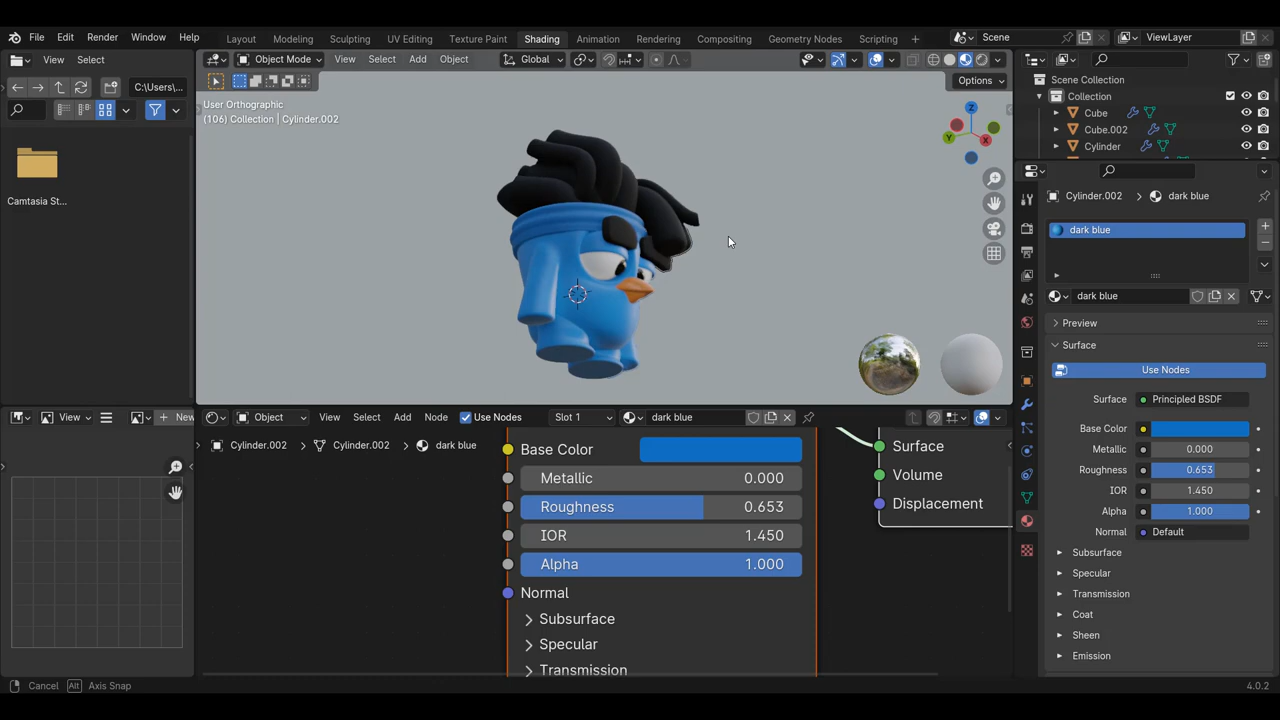 File Edit Render Window Help Layout Modeling Sculpting UV Editing Texture Paint Shading Animation Rendering Compositing Geometry Nodes Scripting + Scene ViewLayer
View Select Object Mode View Select Add Object Global
C:\Users\... Options
User Orthographic
(106) Collection | Cylinder.002
Z
Y
X
Camtasia St...
Scene Collection
Collection
Cube
Cube.002
Cylinder
Cylinder.002 dark blue
dark blue
dark blue
Preview
Surface
Use Nodes
Surface: Principled BSDF
Base Color
Metallic 0.000
Roughness 0.653
IOR 1.450
Alpha 1.000
Normal Default
Subsurface
Specular
Transmission
Coat
Sheen
Emission
View New Object View Select Add Node Use Nodes Slot 1 dark blue
Cylinder.002 Cylinder.002 dark blue
Base Color
Metallic 0.000
Roughness 0.653
IOR 1.450
Alpha 1.000
Normal
Subsurface
Specular
Transmission
Surface
Volume
Displacement
Cancel Alt Axis Snap 4.0.2